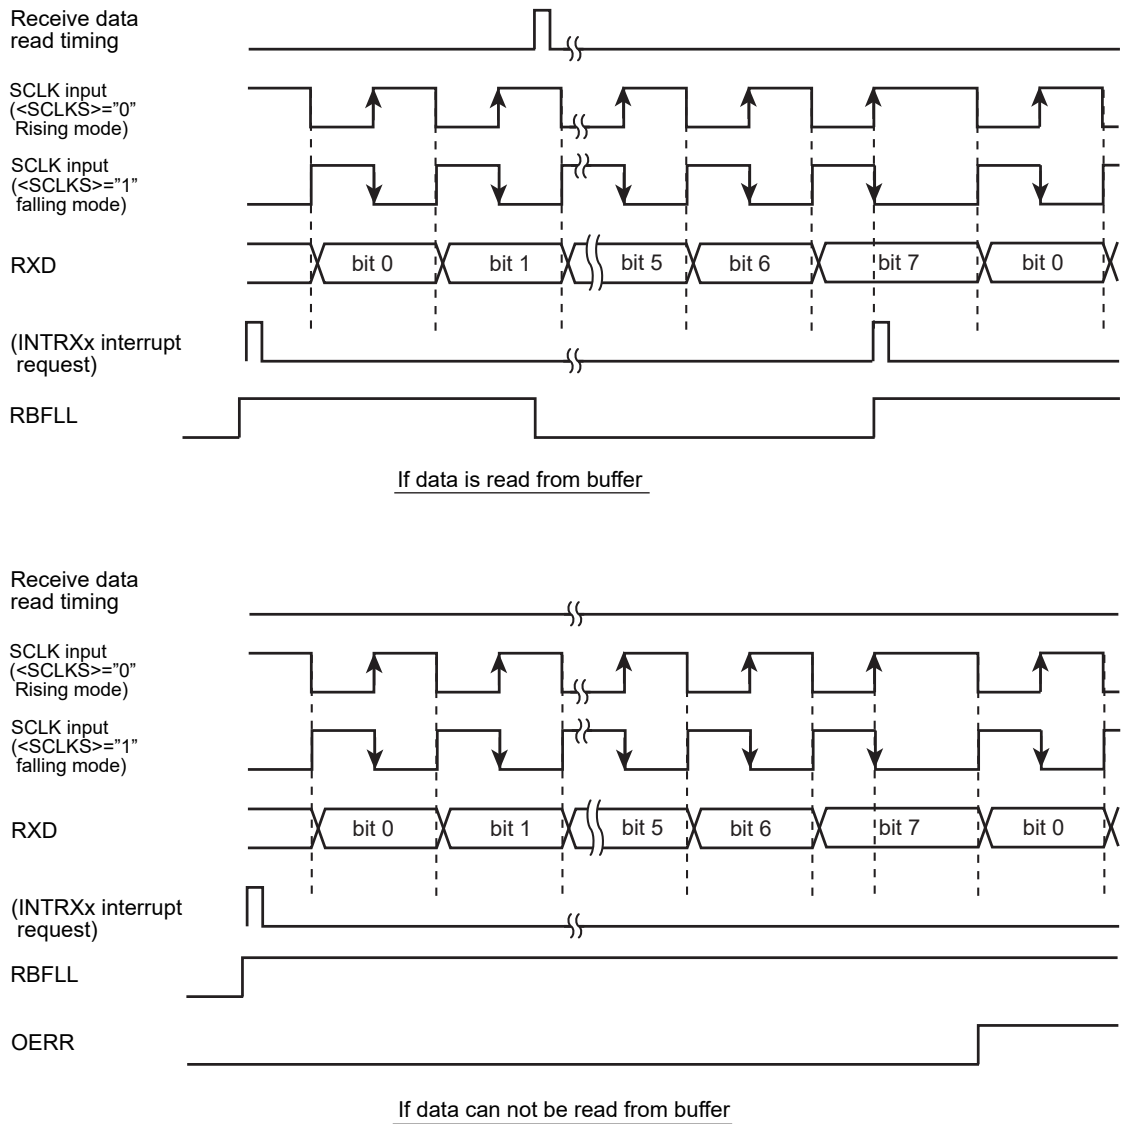 Receive data
read timing
SCLK input
(<SCLKS>=”0”
Rising mode)
SCLK input
(<SCLKS>=”1”
falling mode)
RXD
bit 0
bit 1
bit 5
bit 6
bit 7
bit 0
(INTRXx interrupt
request)
RBFLL
If data is read from buffer
Receive data
read timing
SCLK input
(<SCLKS>=”0”
Rising mode)
SCLK input
(<SCLKS>=”1”
falling mode)
RXD
bit 0
bit 1
bit 5
bit 6
bit 7
bit 0
(INTRXx interrupt
request)
RBFLL
OERR
If data can not be read from buffer